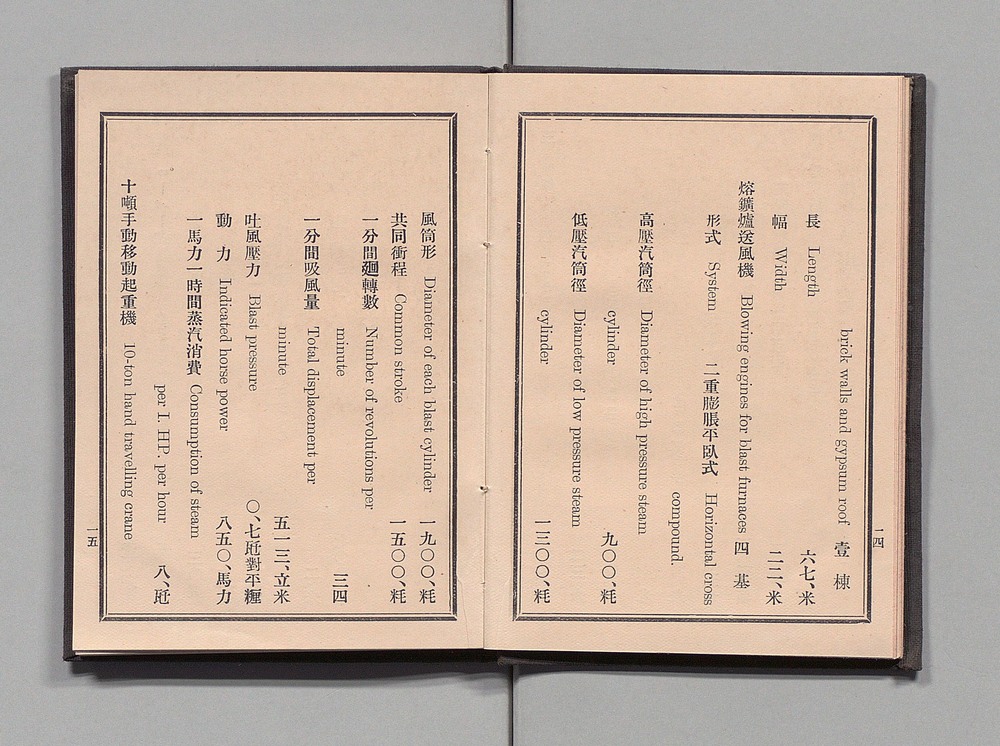 一四
brick walls and gypsum roof 壹棟
長 Length 六七、米
幅 Width 二二、米
熔鑛爐送風機 Blowing engines for blast furnaces 四基
形式 System 二重膨脹平臥式 Horizontal cross
compound.
高壓汽筒徑 Diameter of high pressure steam
cylinder 九〇〇、粍
低壓汽筒徑 Diameter of low pressure steam
cylinder 一三〇〇、粍
風筒形 Diameter of each blast cylinder 一九〇〇、粍
共同衝程 Common stroke 一五〇〇、粍
一分間廻轉數 Number of revolutions per
minute 三四
一分間吸風量 Total displacement per
minute 五一三、立米
吐風壓力 Blast pressure 〇、七瓩對平糎
動力 Indicated horse power 八五〇、馬力
一馬力一時間蒸汽消費 Consumption of steam
per I. HP. per hour 八、瓩
十噸手動移動起重機 10-ton hand travelling crane
一五